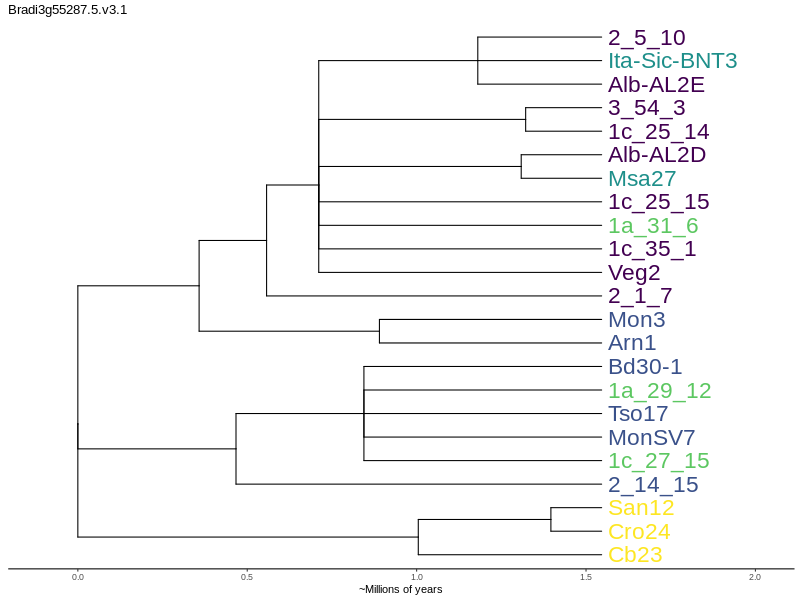 Bradi3g55287.5.v3.1
2_5_10
Ita-Sic-BNT3
Alb-AL2E
3_54_3
1c_25_14
Alb-AL2D
Msa27
1c_25_15
1a_31_6
1c_35_1
Veg2
2_1_7
Mon3
Arn1
Bd30-1
1a_29_12
Tso17
MonSV7
1c_27_15
2_14_15
San12
Cro24
Cb23
0.0 0.5 1.0 1.5 2.0
~Millions of years